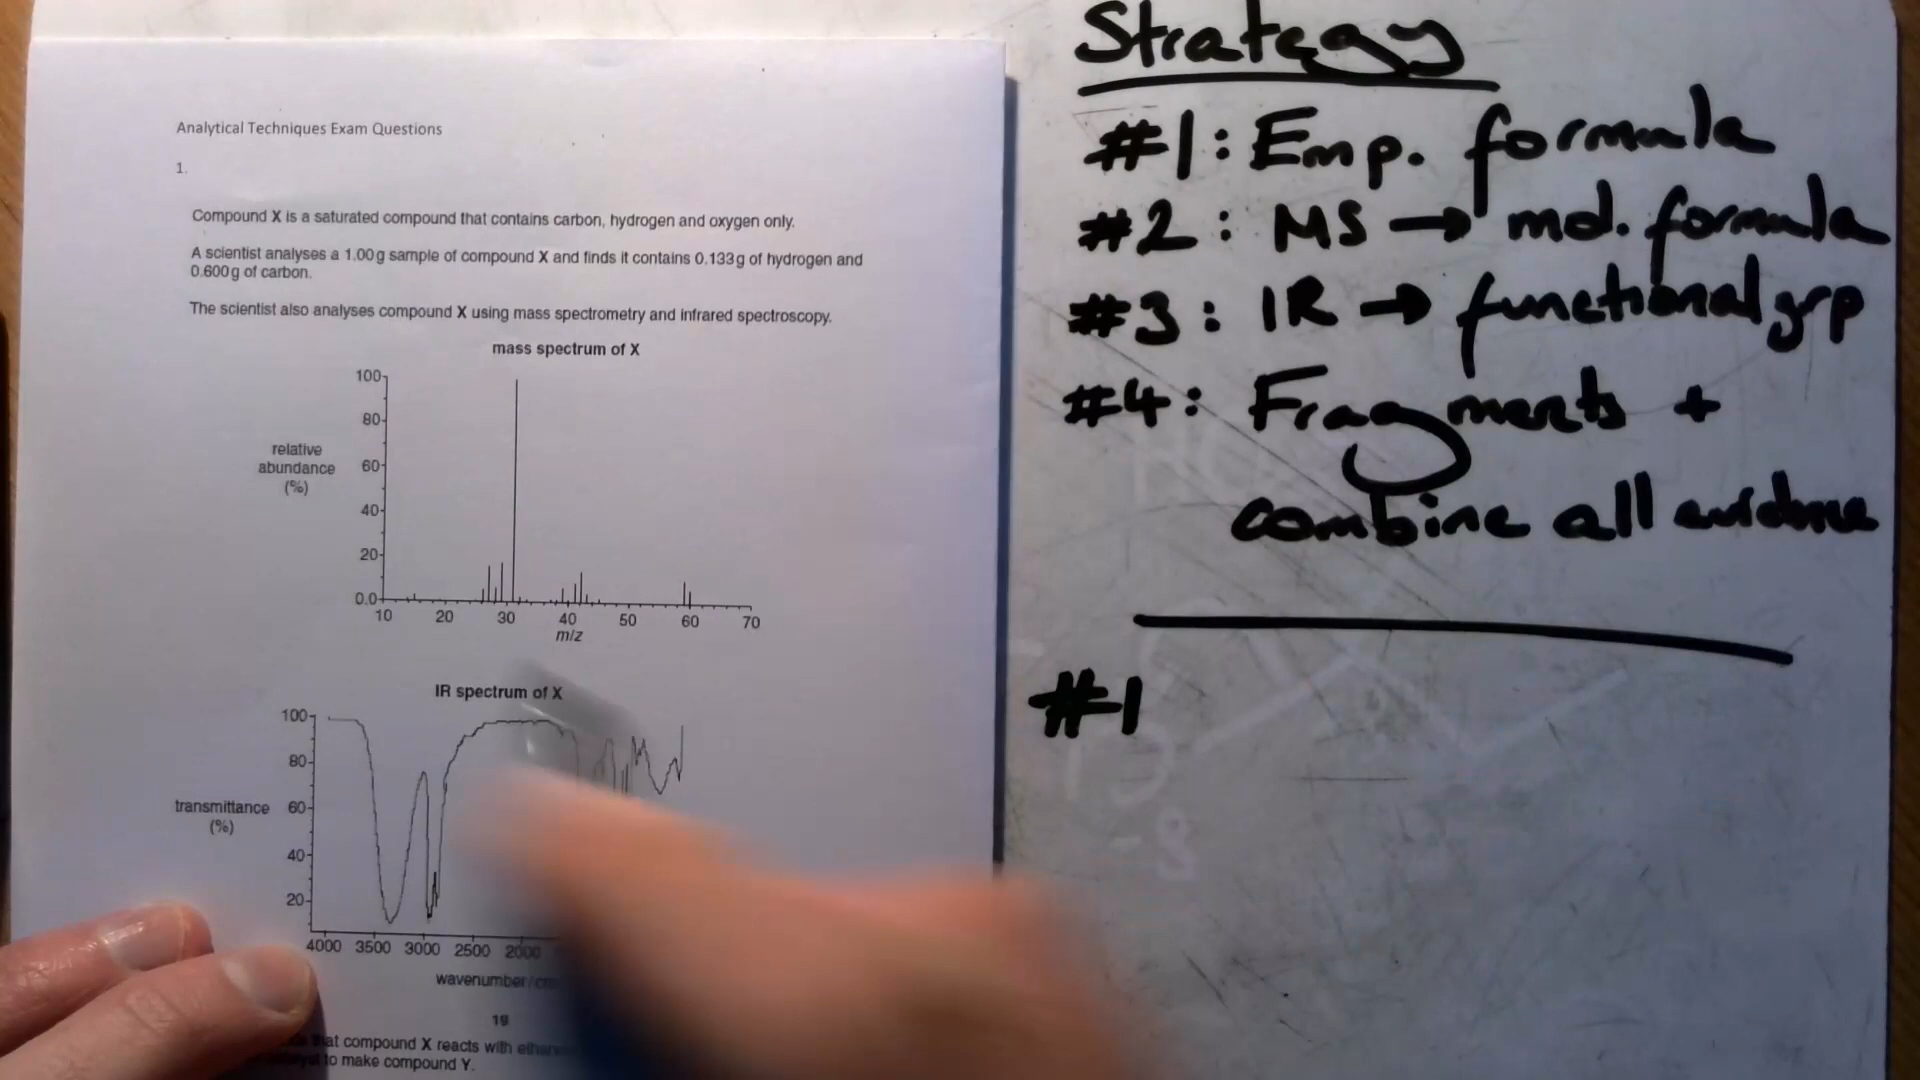 Analytical Techniques Exam Questions
1.
Compound X is a saturated compound that contains carbon, hydrogen and oxygen only.
A scientist analyses a 1.00g sample of compound X and finds it contains 0.133g of hydrogen and
0.600g of carbon.
The scientist also analyses compound X using mass spectrometry and infrared spectroscopy.
mass spectrum of X
100
80
relative
abundance
(%)
60
40
20
0.0
10 20 30 40 50 60 70
m/z
IR spectrum of X
100
80
transmittance
(%)
60
40
20
4000 3500 3000 2500 2000
wavenumber/
19
that compound X reacts with
to make compound Y.
Strategy
#1: Emp. formula
#2: MS → mol. formula
#3: IR → functional grp
#4: Fragments +
combine all evidence
#1